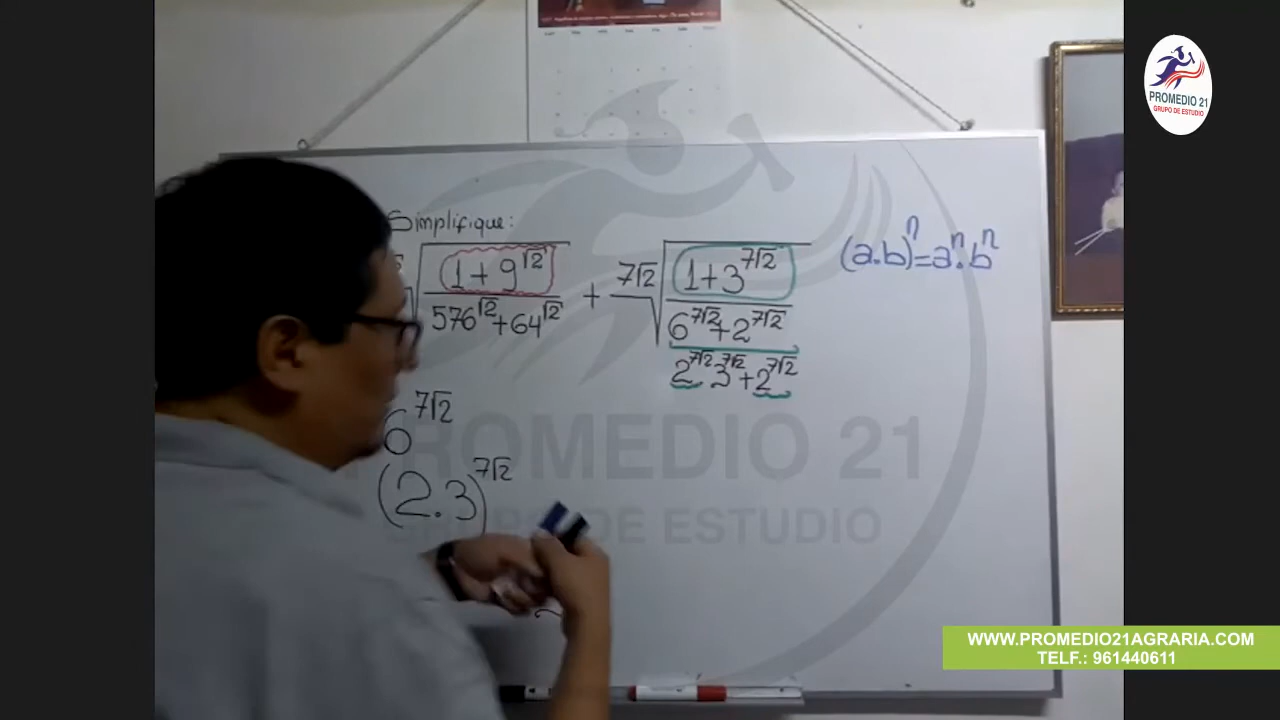 PROMEDIO 21
GRUPO DE ESTUDIO
Simplifique:
√((1 + 9^√2)/(576^√2 + 64^√2)) + 7√2√((1 + 3^7√2)/(6^7√2 + 2^7√2))
2^7√2 3^7√2 + 2^7√2
(a.b)^n = a^n . b^n
6^7√2
(2.3)^7√2
PROMEDIO 21
GRUPO DE ESTUDIO
WWW.PROMEDIO21AGRARIA.COM
TELF.: 961440611